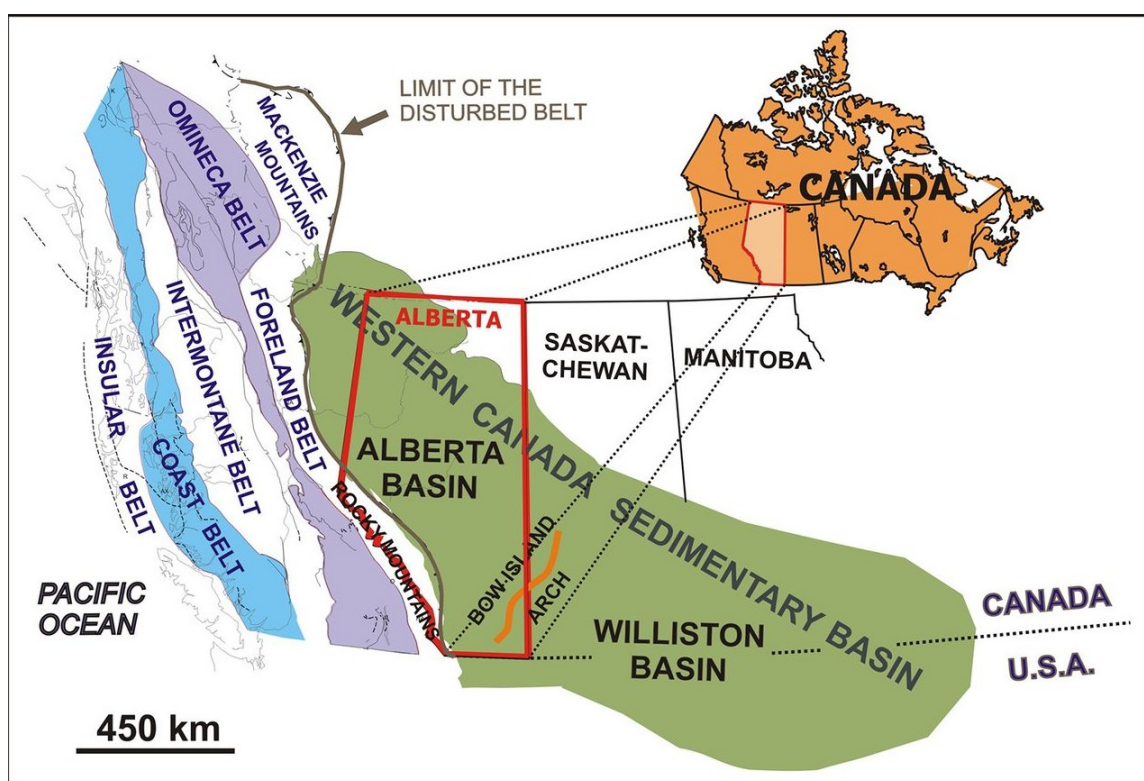 LIMIT OF THE
DISTURBED BELT
MACKENZIE
MOUNTAINS
OMINECA BELT
CANADA
INTERMONTANE BELT
FORELAND BELT
INSULAR
BELT
COAST BELT
WESTERN CANADA SEDIMENTARY BASIN
ALBERTA
SASKAT-
CHEWAN
MANITOBA
ALBERTA
BASIN
ROCKY MOUNTAINS
BOW-ISLAND
ARCH
PACIFIC
OCEAN
WILLISTON
BASIN
CANADA
U.S.A.
450 km